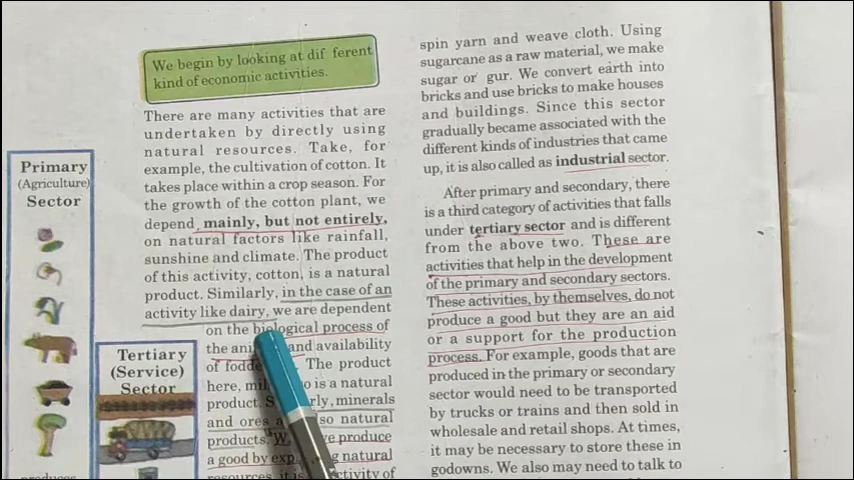 We begin by looking at dif ferent
kind of economic activities.
There are many activities that are
undertaken by directly using
natural resources. Take, for
example, the cultivation of cotton. It
takes place within a crop season. For
the growth of the cotton plant, we
depend mainly, but not entirely,
on natural factors like rainfall,
sunshine and climate. The product
of this activity, cotton, is a natural
product. Similarly, in the case of an
activity like dairy, we are dependent
on the biological process of
the and availability
of The product
here, is a natural
product. minerals
and ores natural
products. produce
a good by natural
resources, it is activity of
Primary
(Agriculture)
Sector
produces
Tertiary
(Service)
Sector
spin yarn and weave cloth. Using
sugarcane as a raw material, we make
sugar or gur. We convert earth into
bricks and use bricks to make houses
and buildings. Since this sector
gradually became associated with the
different kinds of industries that came
up, it is also called as industrial sector.
After primary and secondary, there
is a third category of activities that falls
under tertiary sector and is different
from the above two. These are
activities that help in the development
of the primary and secondary sectors.
These activities, by themselves, do not
produce a good but they are an aid
or a support for the production
process. For example, goods that are
produced in the primary or secondary
sector would need to be transported
by trucks or trains and then sold in
wholesale and retail shops. At times,
it may be necessary to store these in
godowns. We also may need to talk to